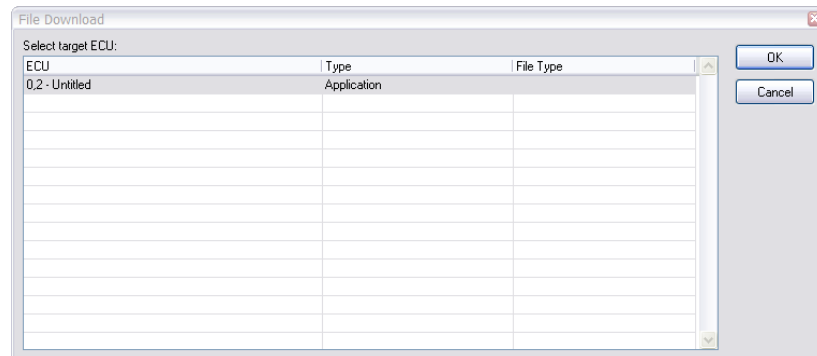 File Download
Select target ECU:
ECU Type File Type
0,2 - Untitled Application
OK
Cancel